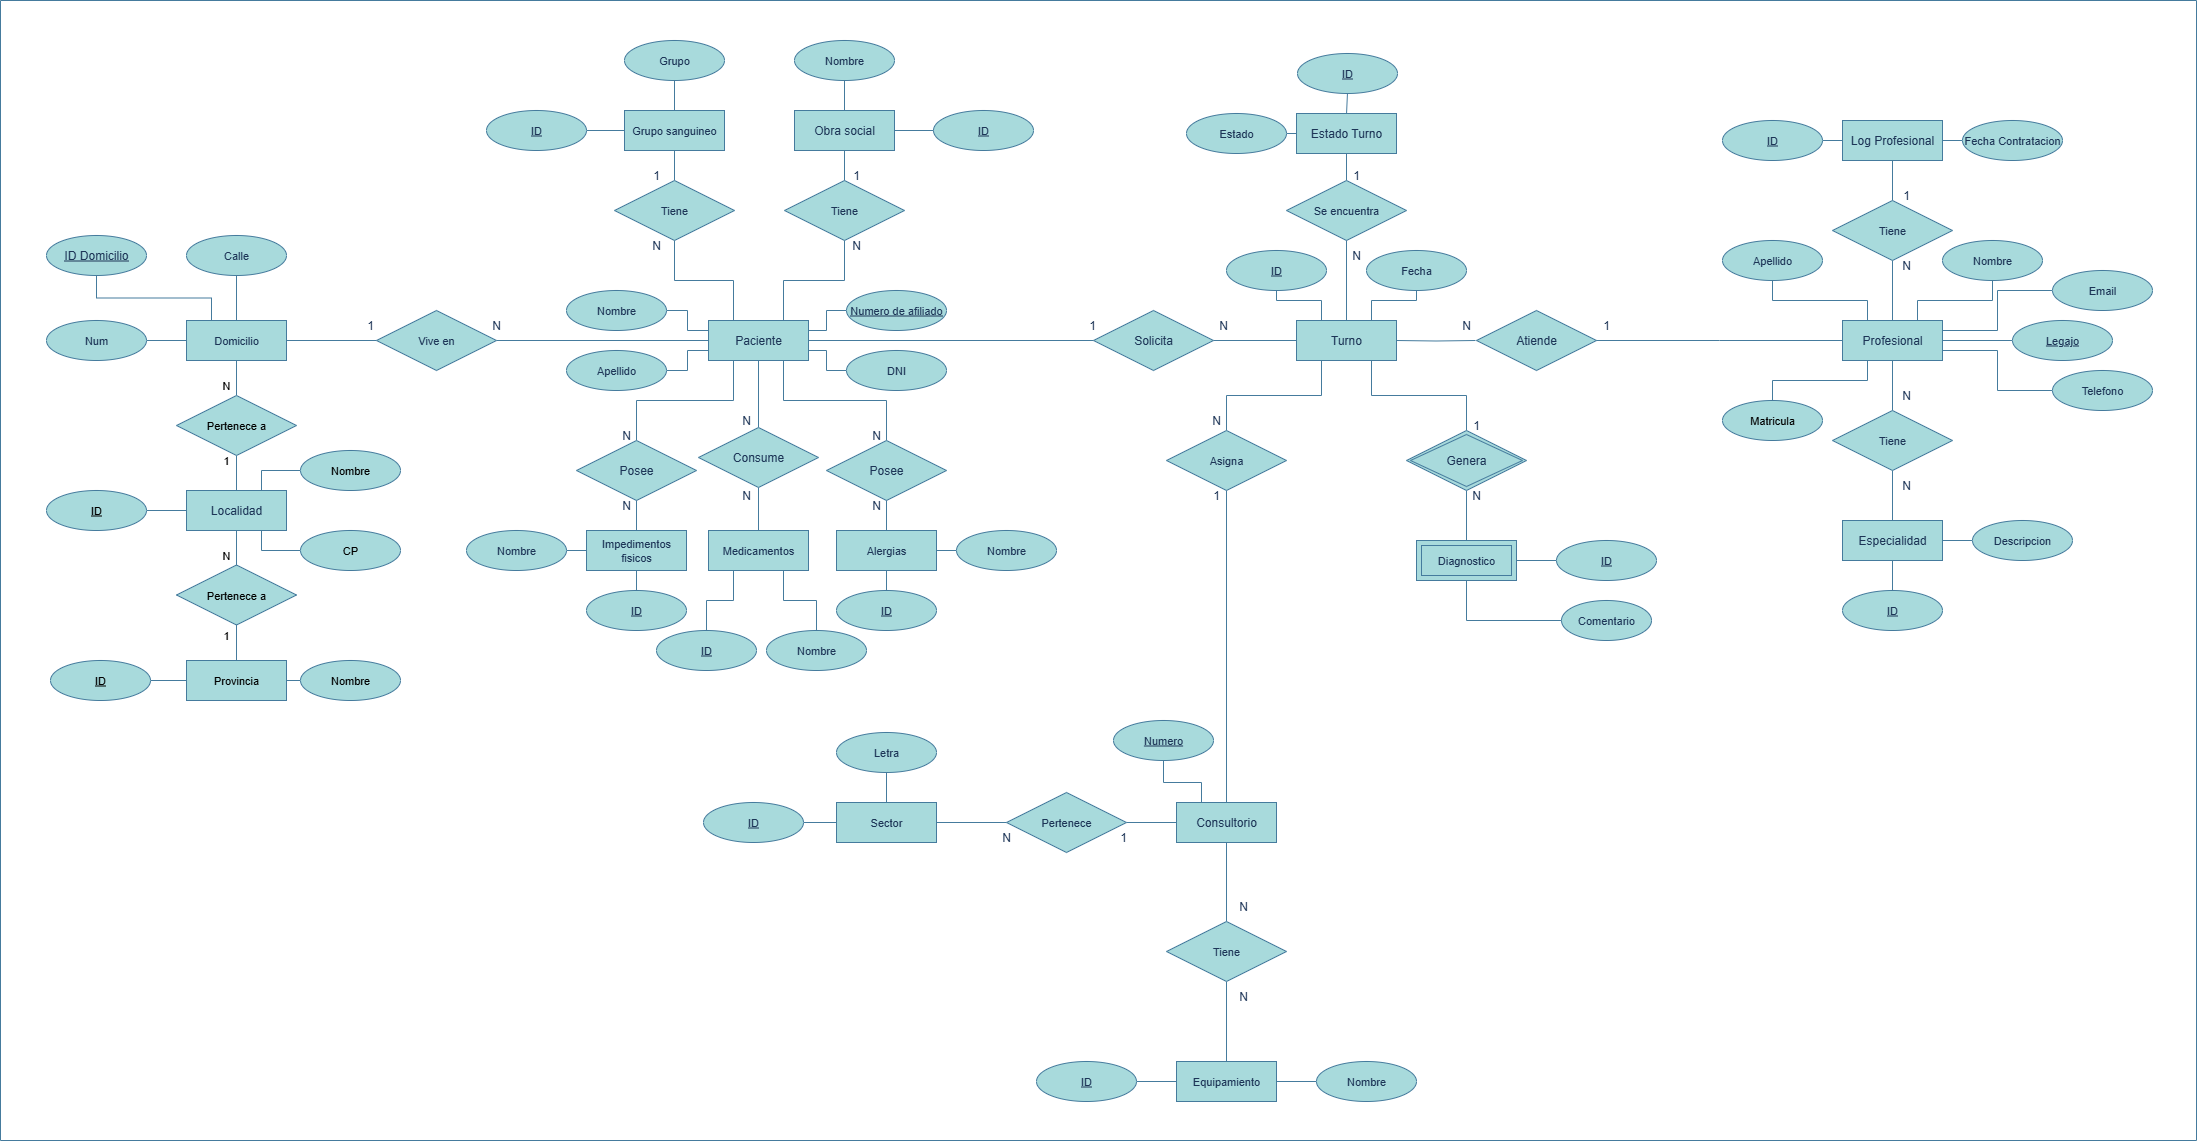 Grupo
Nombre
ID
Grupo sanguineo
Obra social
ID
1
1
Tiene
Tiene
N
N
ID
Estado
Estado Turno
1
Se encuentra
N
ID
Log Profesional
Fecha Contratacion
1
Tiene
N
ID Domicilio
Calle
Num
Domicilio
1
Vive en
N
Nombre
Numero de afiliado
Paciente
Apellido
DNI
1
Solicita
N
ID
Fecha
Turno
N
Atiende
1
Apellido
Nombre
Email
Profesional
Legajo
Telefono
Matricula
N
Tiene
N
Especialidad
Descripcion
ID
N
Pertenece a
1
Nombre
ID
Localidad
CP
N
Pertenece a
1
ID
Provincia
Nombre
N
Posee
N
N
Consume
N
N
Posee
N
Nombre
Impedimentos
fisicos
Medicamentos
Alergias
Nombre
ID
ID
ID
Nombre
N
Asigna
1
1
Genera
N
Diagnostico
ID
Comentario
Letra
Numero
ID
Sector
N
Pertenece
1
Consultorio
N
Tiene
N
ID
Equipamiento
Nombre